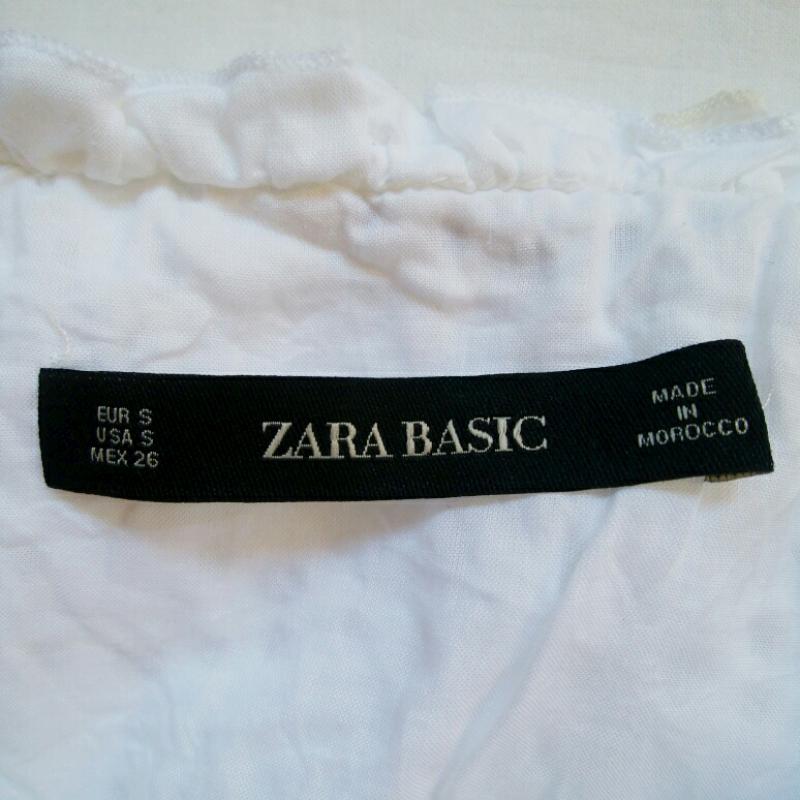 EUR S
USA S
MEX 26
ZARA BASIC
MADE
IN
MOROCCO